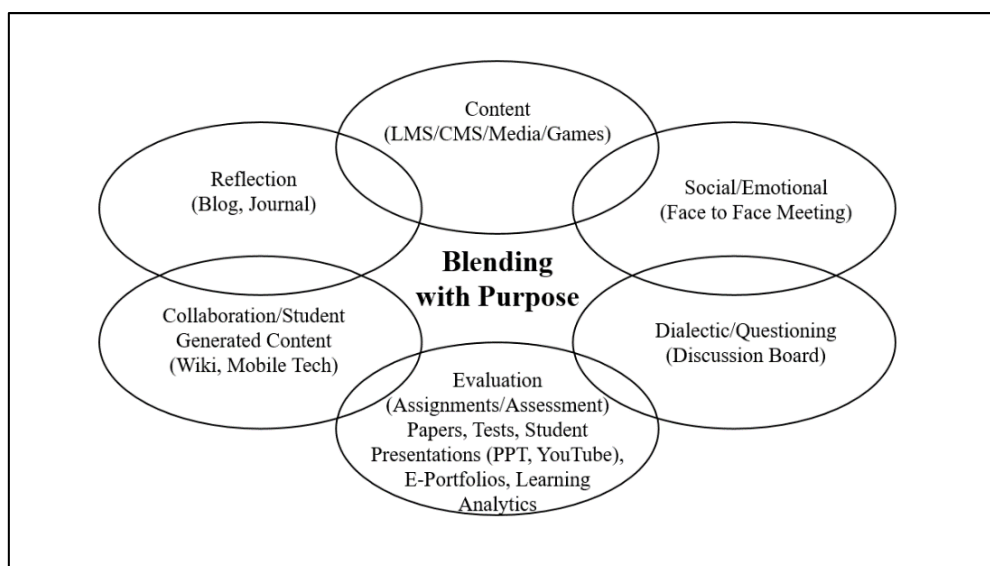 Content
(LMS/CMS/Media/Games)
Reflection
(Blog, Journal)
Social/Emotional
(Face to Face Meeting)
Blending
with Purpose
Collaboration/Student
Generated Content
(Wiki, Mobile Tech)
Dialectic/Questioning
(Discussion Board)
Evaluation
(Assignments/Assessment)
Papers, Tests, Student
Presentations (PPT, YouTube),
E-Portfolios, Learning
Analytics